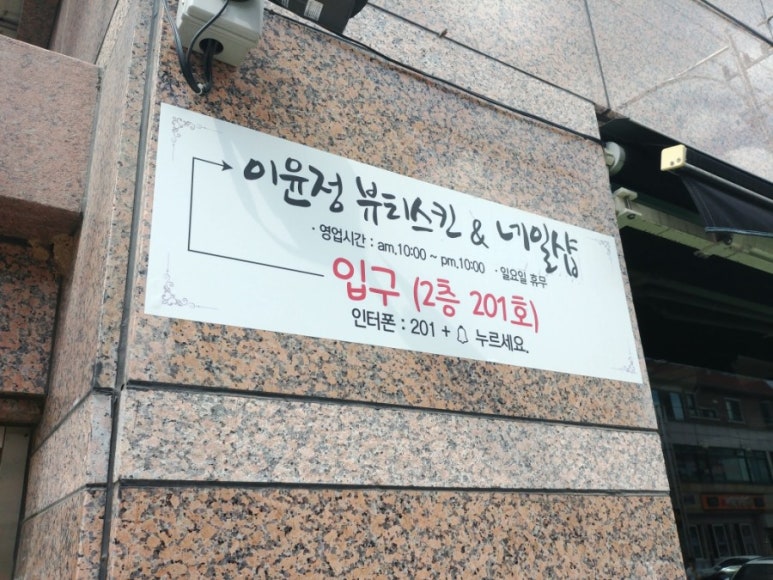 이윤정 뷰티스킨 & 네일샵
· 영업시간 : am.10:00 ~ pm.10:00 · 일요일 휴무
입구 (2층 201호)
인터폰 : 201 + 누르세요.